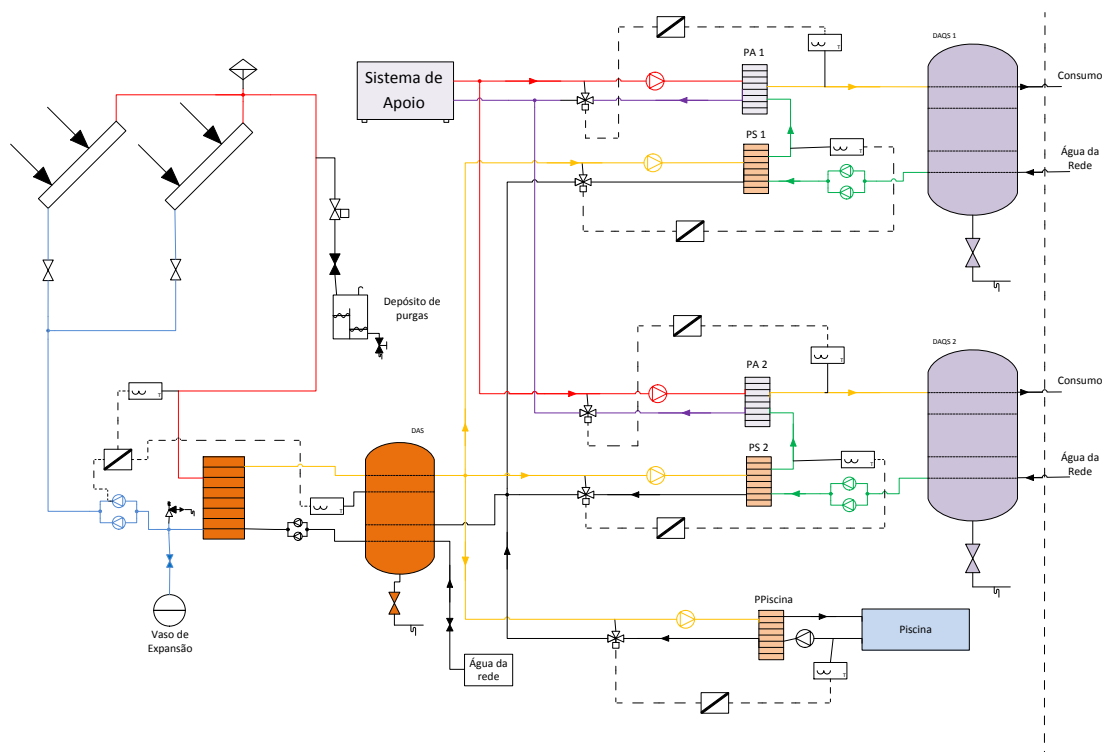 DAQS 1
PA 1
Sistema de
Apoio
Consumo
PS 1
T
T
Água da
Rede
Depósito de
purgas
DAQS 2
T
PA 2
Consumo
T
DAS
PS 2
T
Água da
Rede
T
PPiscina
Vaso de
Expansão
Piscina
Água da
rede
T